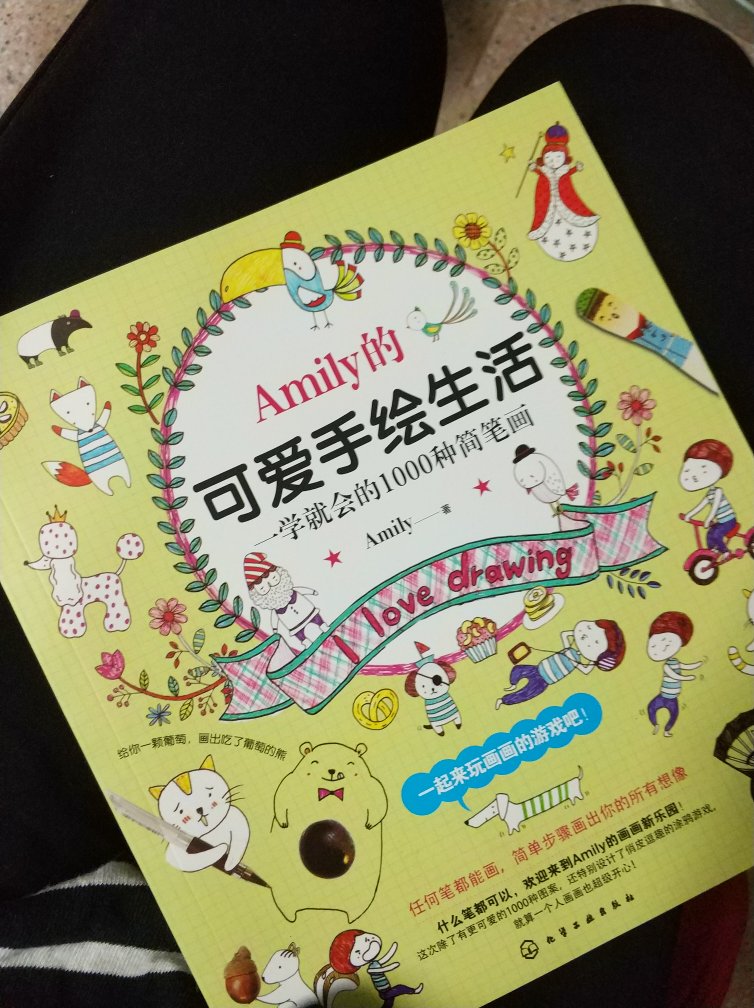 Amily的
可爱手绘生活
一学就会的1000种简笔画
Amily——著
I love drawing
给你一颗葡萄，画出吃了葡萄的熊
一起来玩画画的游戏吧！
任何笔都能画，简单步骤画出你的所有想像
什么笔都可以，欢迎来到Amily的画画新乐园！
这次除了有更可爱的1000种图案，还特别设计了俏皮逗趣的涂鸦游戏，
就算一个人画画也超级开心！
化学工业出版社